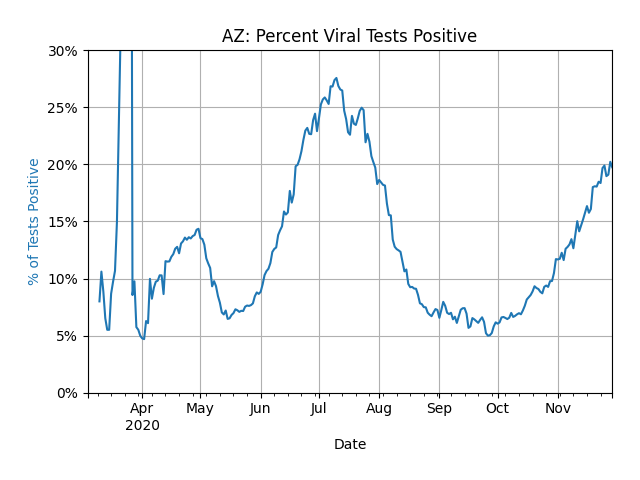 AZ: Percent Viral Tests Positive
% of Tests Positive
30%
25%
20%
15%
10%
5%
0%
Apr
2020
May
Jun
Jul
Aug
Sep
Oct
Nov
Date